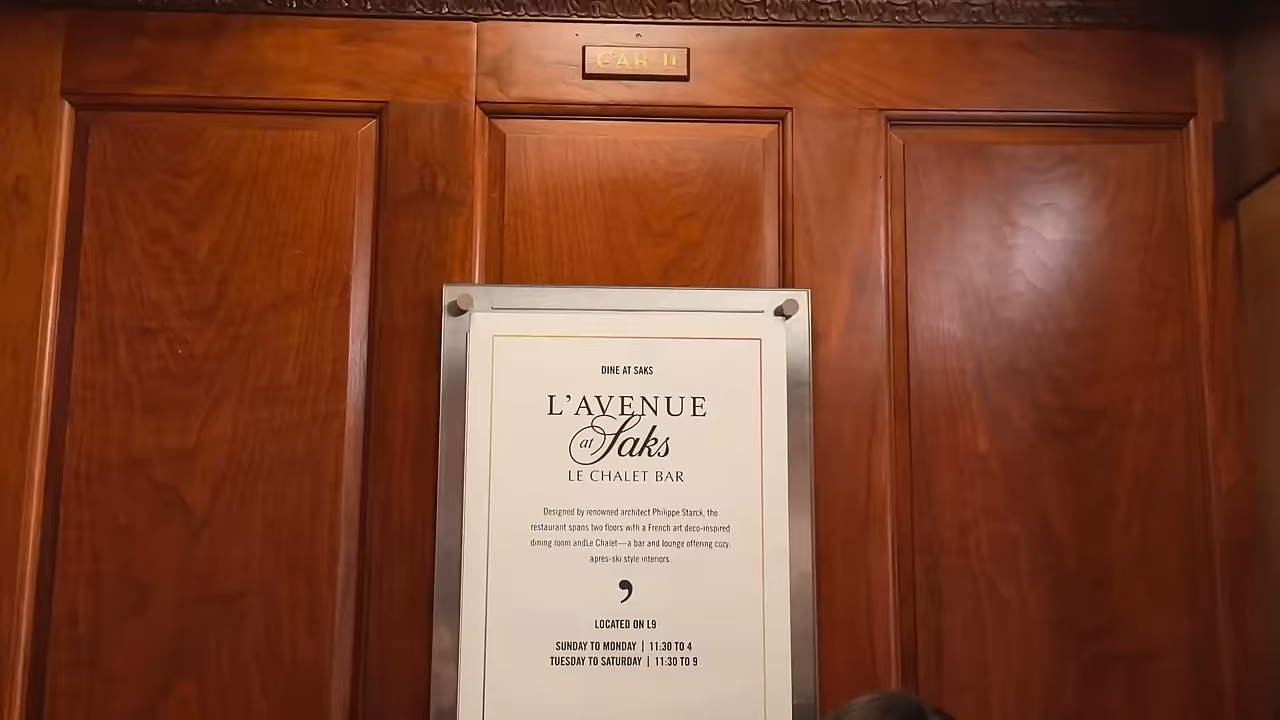 CAR 11
DINE AT SAKS
L'AVENUE
at Saks
LE CHALET BAR
Designed by renowned architect Philippe Starck, the
restaurant spans two floors with a French art deco-inspired
dining room andLe Chalet—a bar and lounge offering cozy,
après-ski style interiors.
LOCATED ON L9
SUNDAY TO MONDAY | 11:30 TO 4
TUESDAY TO SATURDAY | 11:30 TO 9